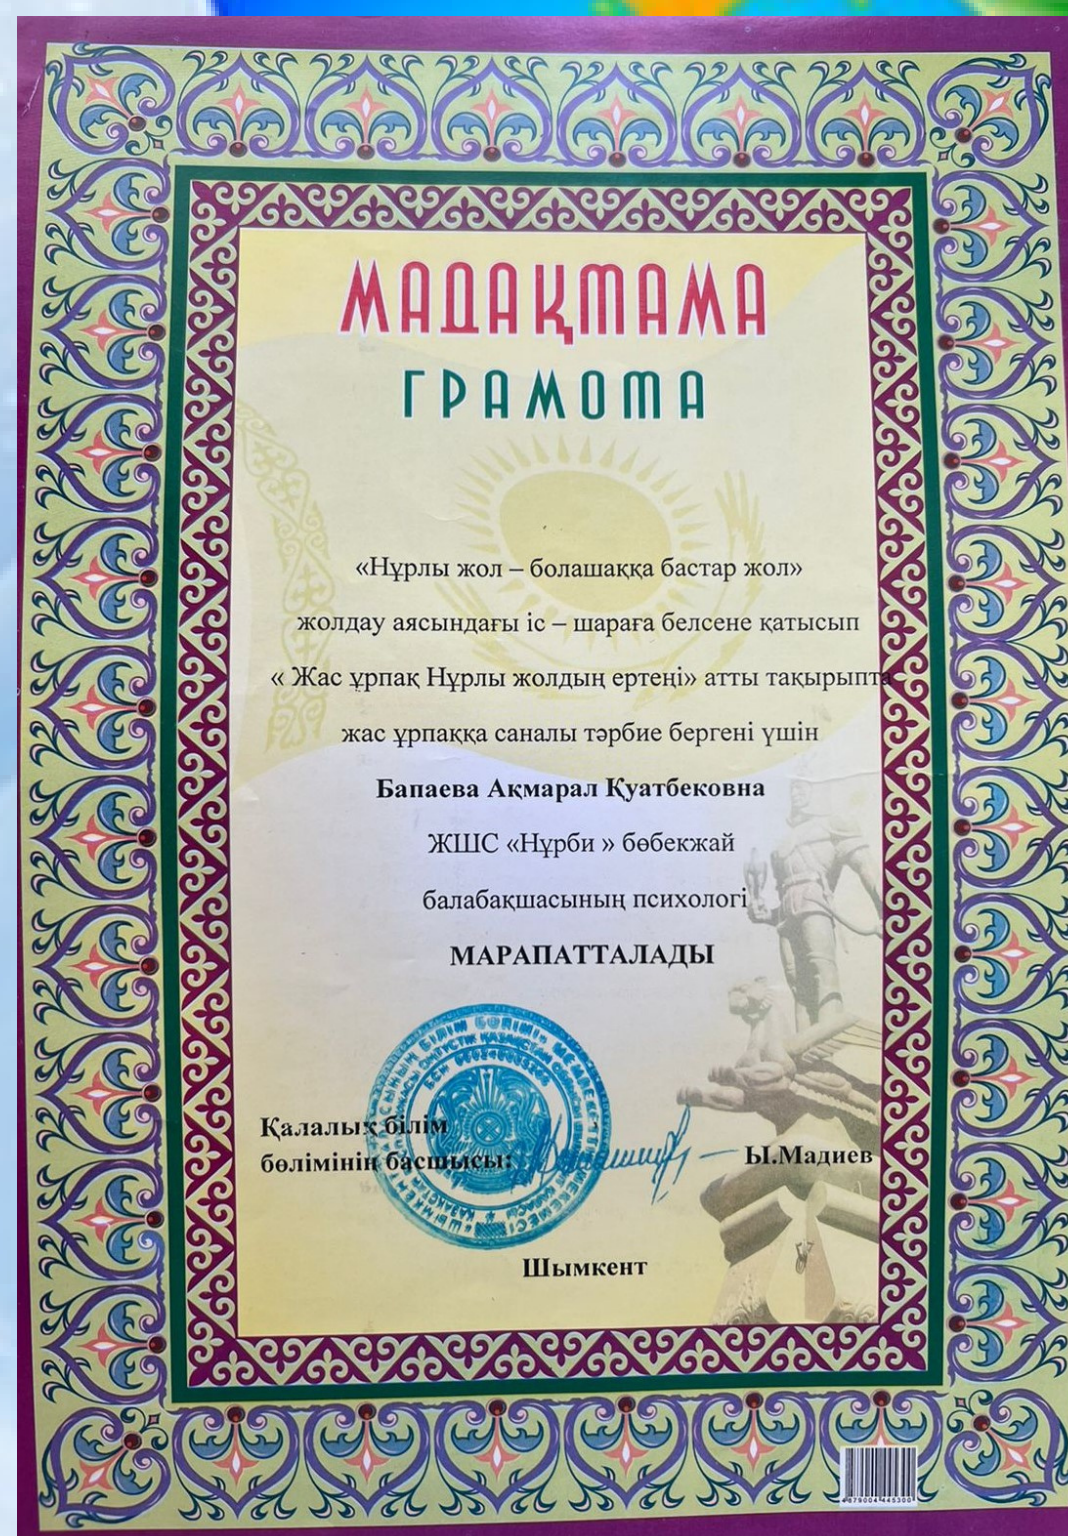 МАДАҚТАМА
ГРАМОТА
«Нұрлы жол – болашаққа бастар жол»
жолдау аясындағы іс – шараға белсене қатысып
« Жас ұрпақ Нұрлы жолдың ертеңі» атты тақырыпта
жас ұрпаққа саналы тәрбие бергені үшін
Бапаева Ақмарал Қуатбековна
ЖШС «Нұрби » бөбекжай
балабақшасының психологі
МАРАПАТТАЛАДЫ
Қалалық білім
бөлімінің басшысы:
Ы.Мадиев
Шымкент
4679004445300